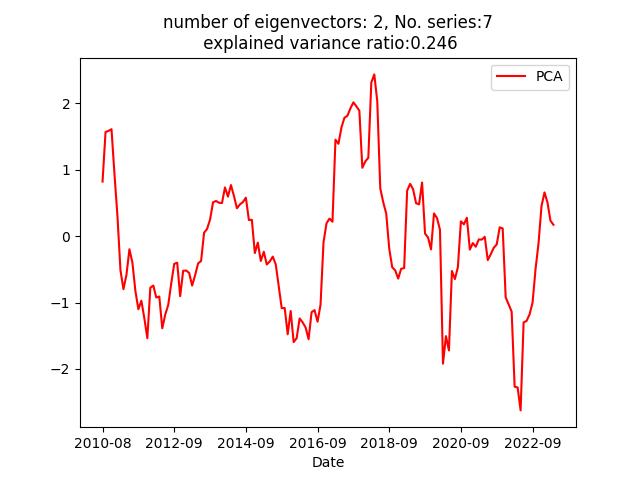 number of eigenvectors: 2, No. series:7
explained variance ratio:0.246
PCA
2
1
0
−1
−2
2010-08 2012-09 2014-09 2016-09 2018-09 2020-09 2022-09
Date